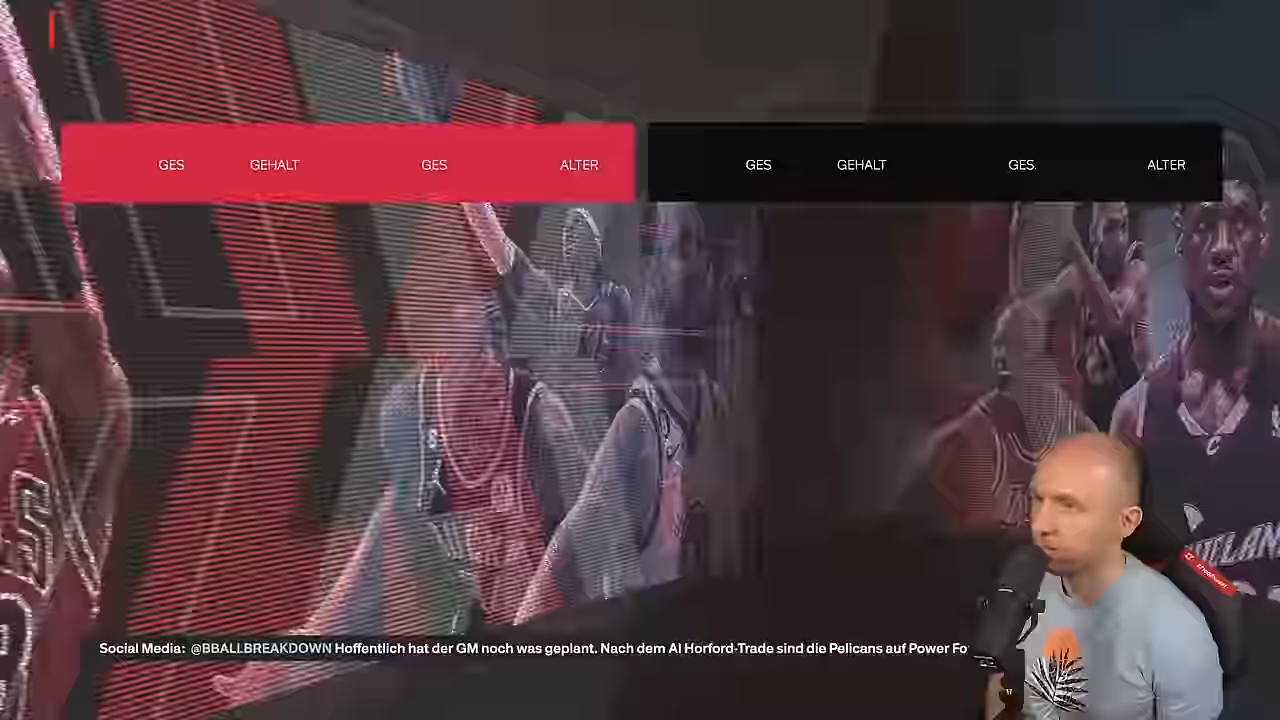 GES GEHALT GES ALTER GES GEHALT GES. ALTER
Social Media: @BBALLBREAKDOWN Hoffentlich hat der GM noch was geplant. Nach dem Al Horford-Trade sind die Pelicans auf Power Fo